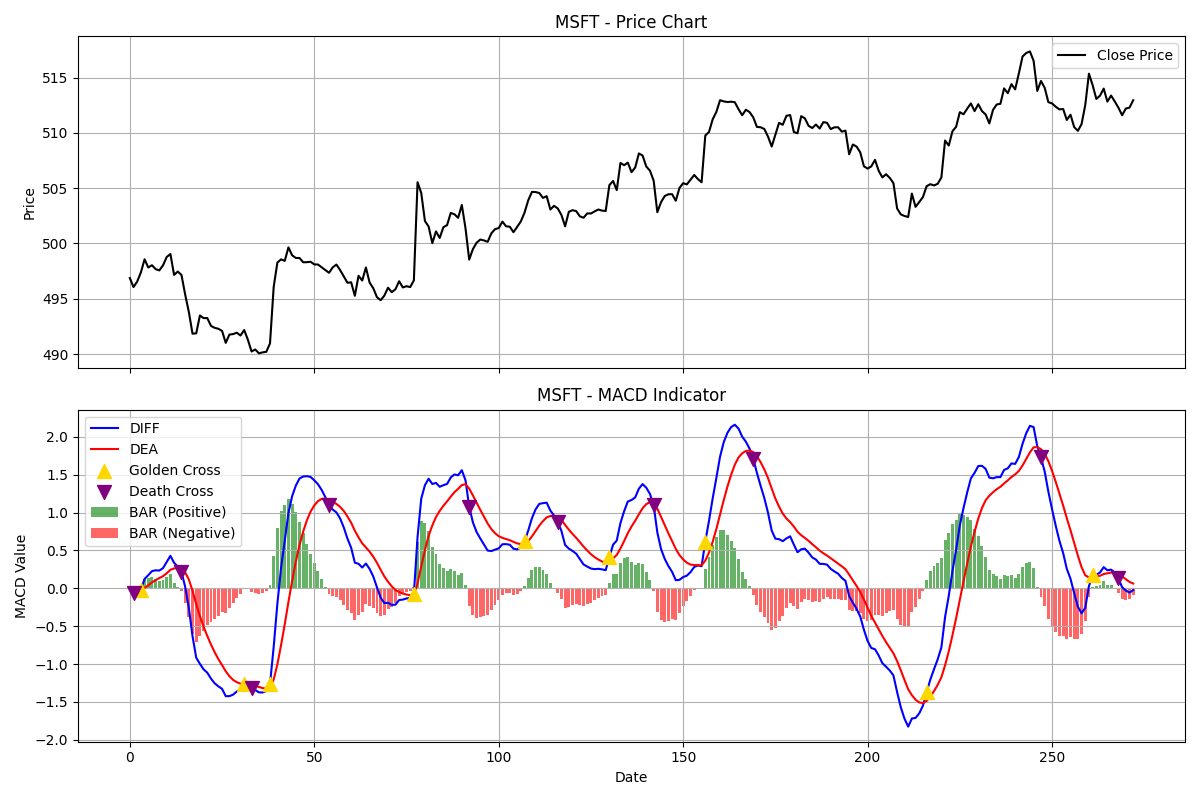 MSFT - Price Chart
Price
515
510
505
500
495
490
Close Price
MSFT - MACD Indicator
MACD Value
2.0
1.5
1.0
0.5
0.0
−0.5
−1.0
−1.5
−2.0
DIFF
DEA
Golden Cross
Death Cross
BAR (Positive)
BAR (Negative)
0 50 100 150 200 250
Date